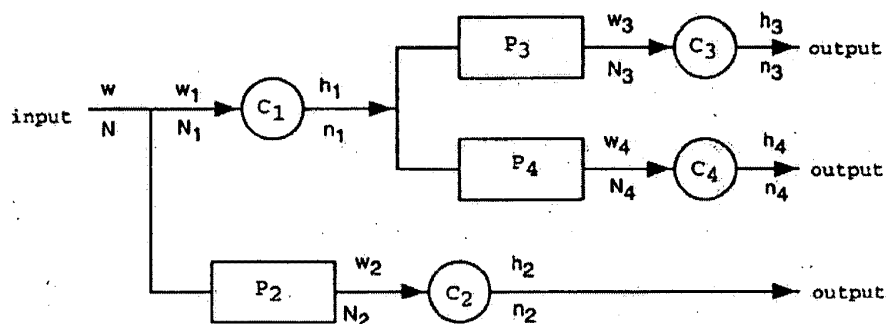 P3
w3
N3
C3
h3
n3
output
input
w
N
w1
N1
C1
h1
n1
P4
w4
N4
C4
h4
n4
output
P2
w2
N2
C2
h2
n2
output